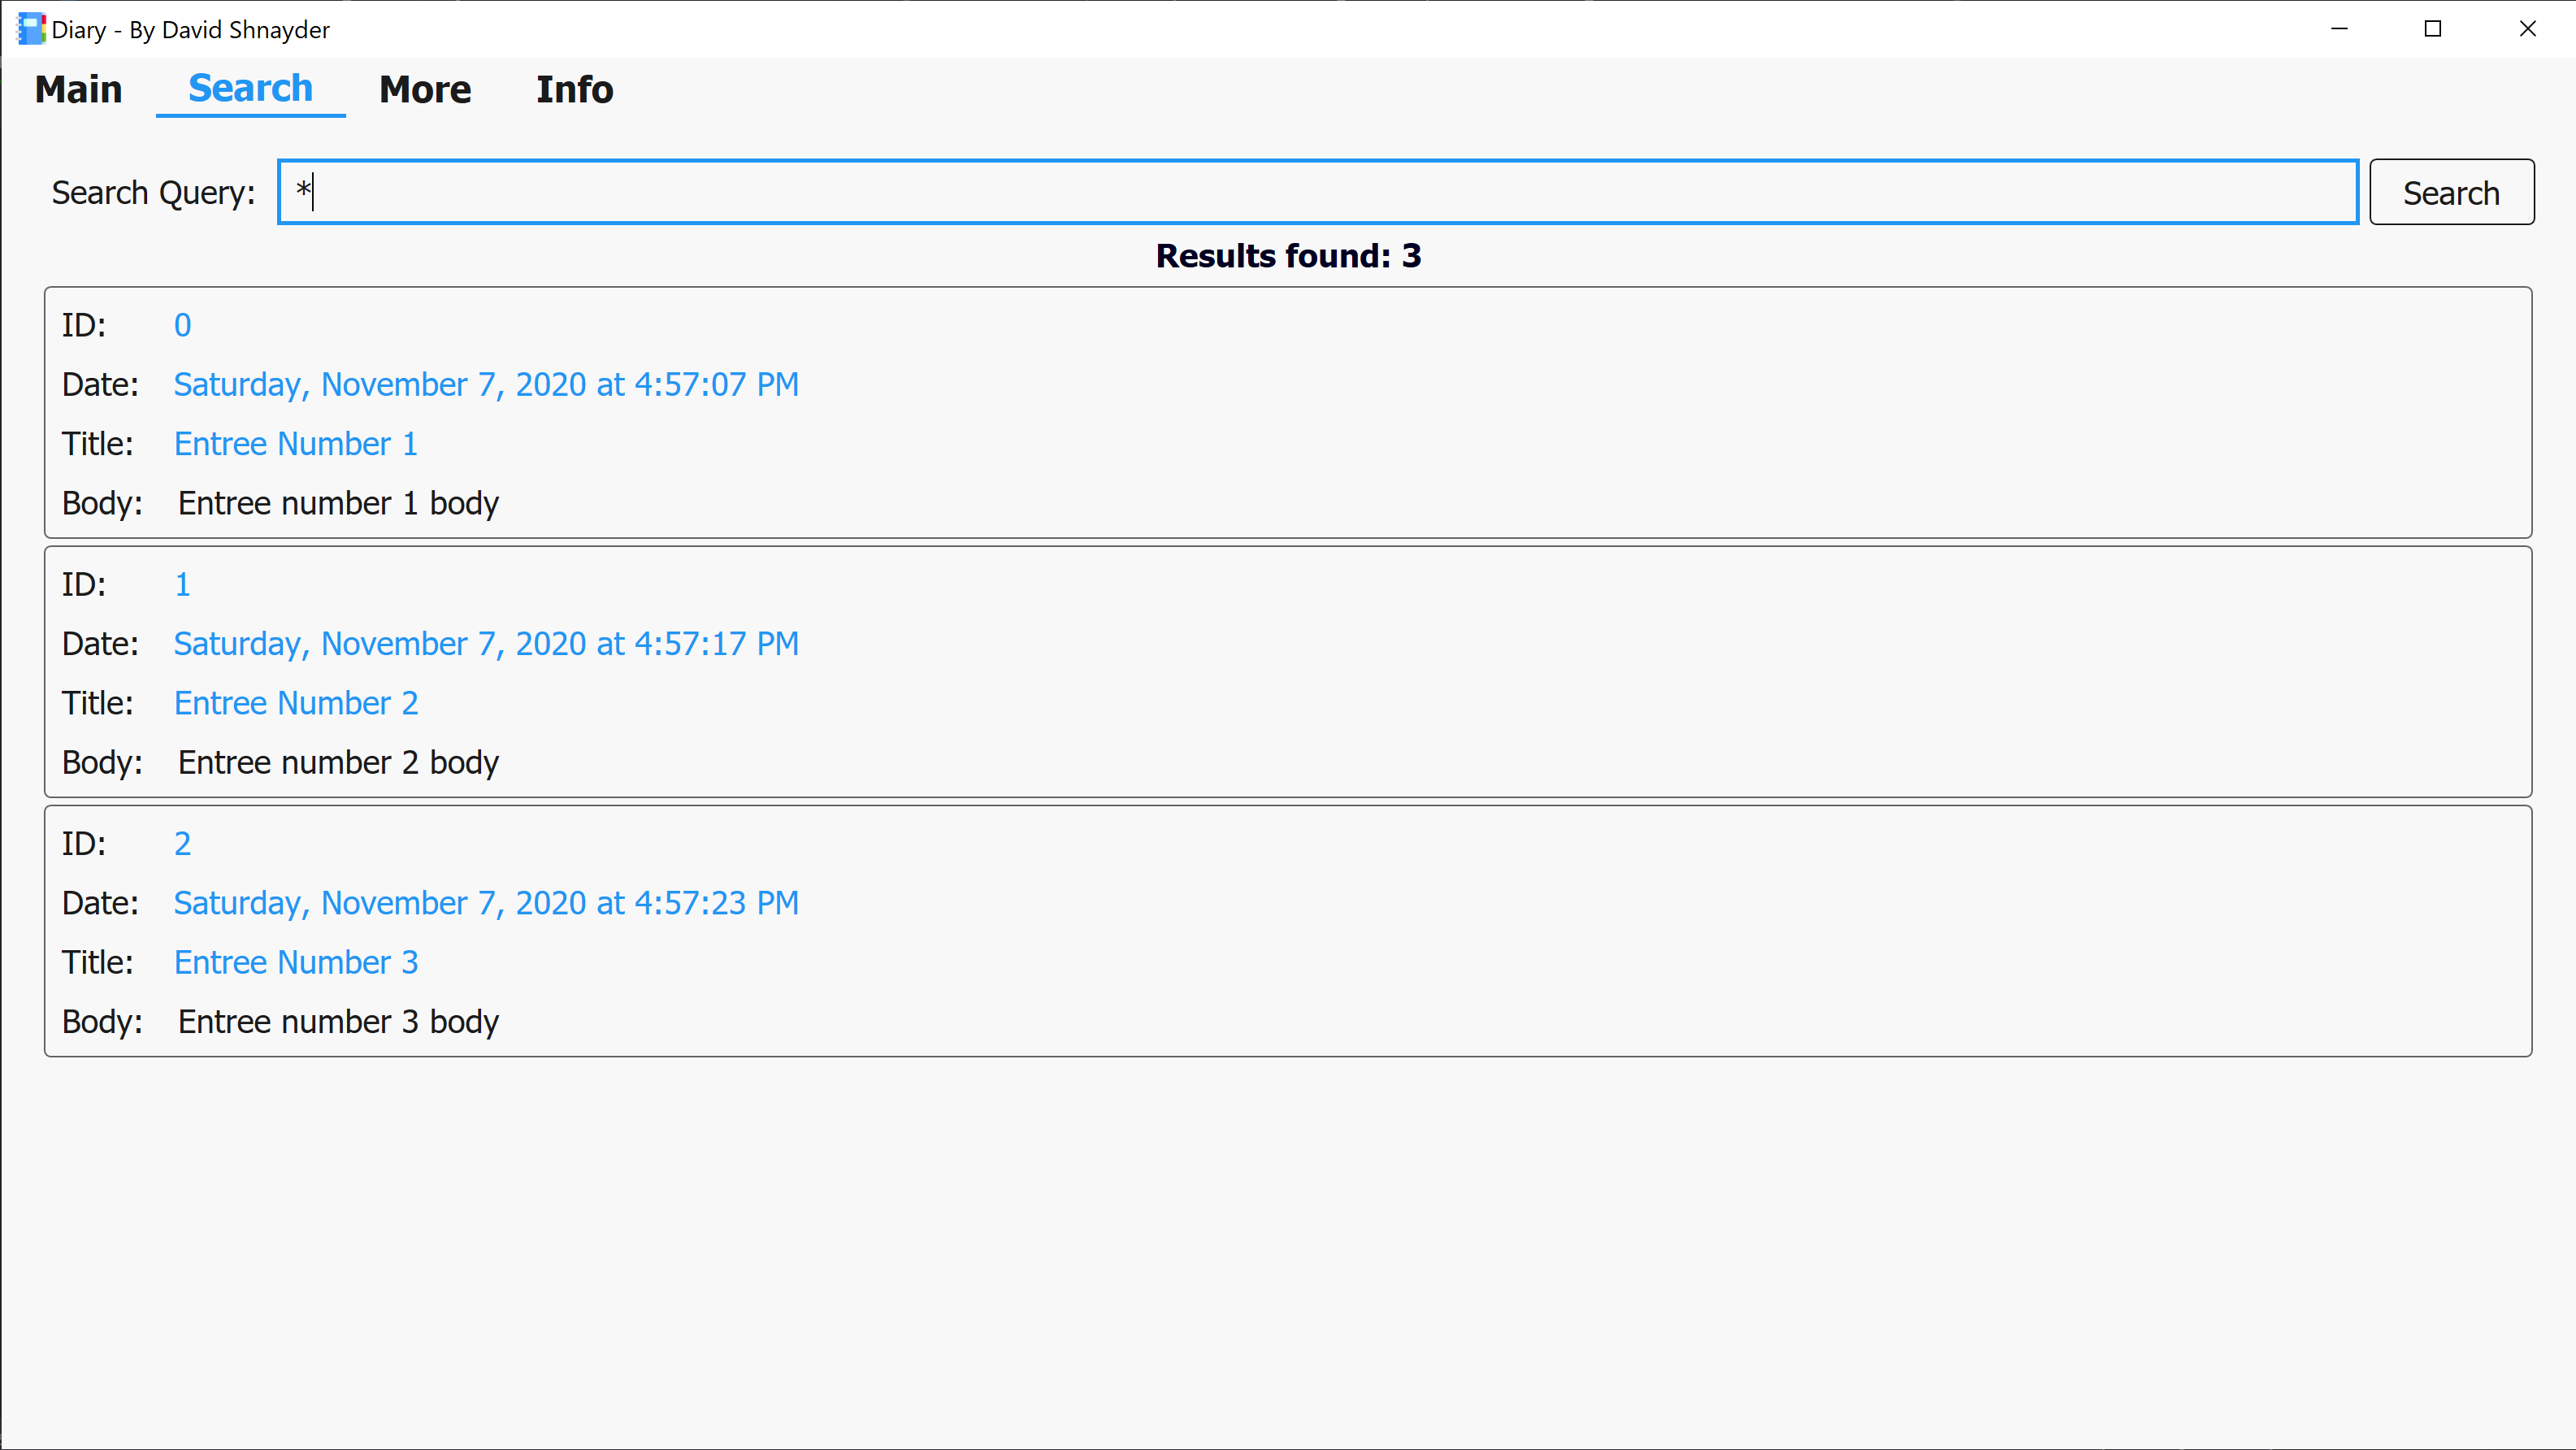 Diary - By David Shnayder
Main Search More Info
Search Query: * Search
Results found: 3
ID: 0
Date: Saturday, November 7, 2020 at 4:57:07 PM
Title: Entree Number 1
Body: Entree number 1 body
ID: 1
Date: Saturday, November 7, 2020 at 4:57:17 PM
Title: Entree Number 2
Body: Entree number 2 body
ID: 2
Date: Saturday, November 7, 2020 at 4:57:23 PM
Title: Entree Number 3
Body: Entree number 3 body